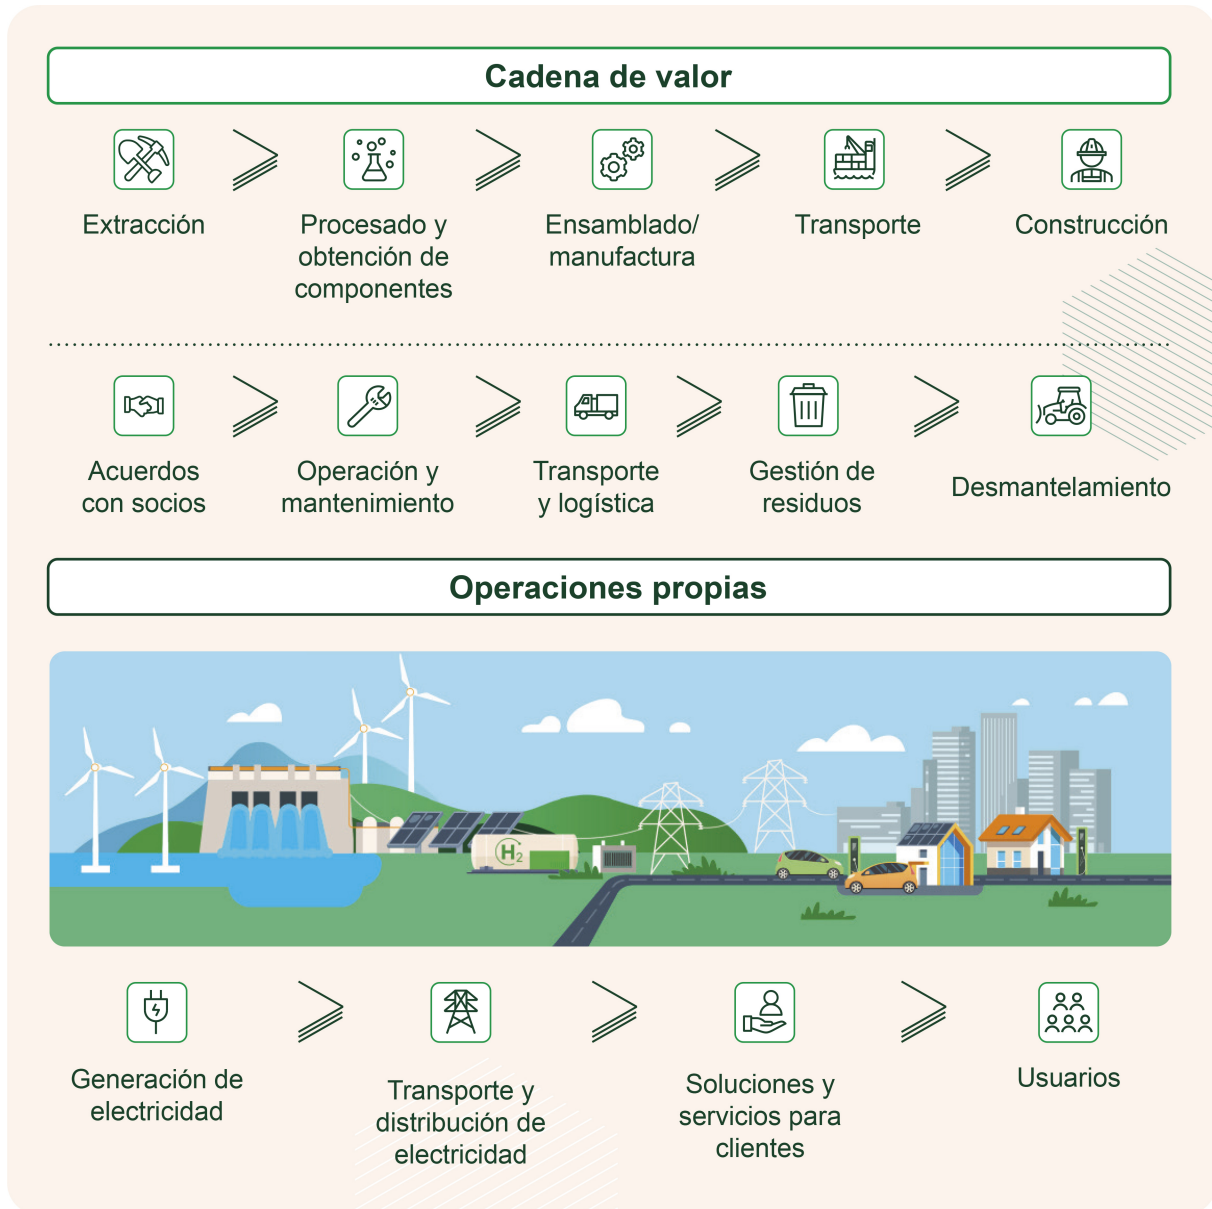 Cadena de valor
Extracción
Procesado y
obtención de
componentes
Ensamblado/
manufactura
Transporte
Construcción
Acuerdos
con socios
Operación y
mantenimiento
Transporte
y logística
Gestión de
residuos
Desmantelamiento
Operaciones propias
H2
Generación de
electricidad
Transporte y
distribución de
electricidad
Soluciones y
servicios para
clientes
Usuarios